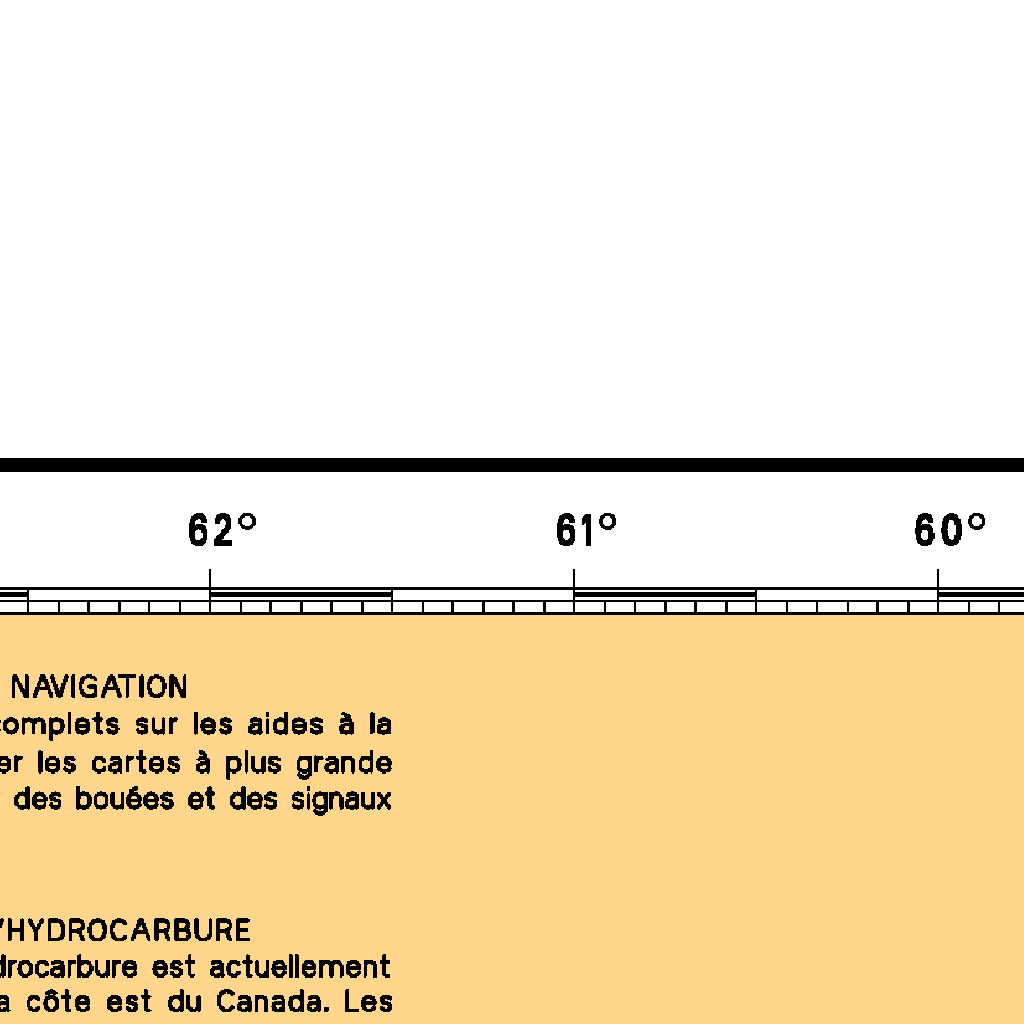 62° 61° 60°
NAVIGATION
complets sur les aides à la
er les cartes à plus grande
des bouées et des signaux
'HYDROCARBURE
drocarbure est actuellement
a côte est du Canada. Les